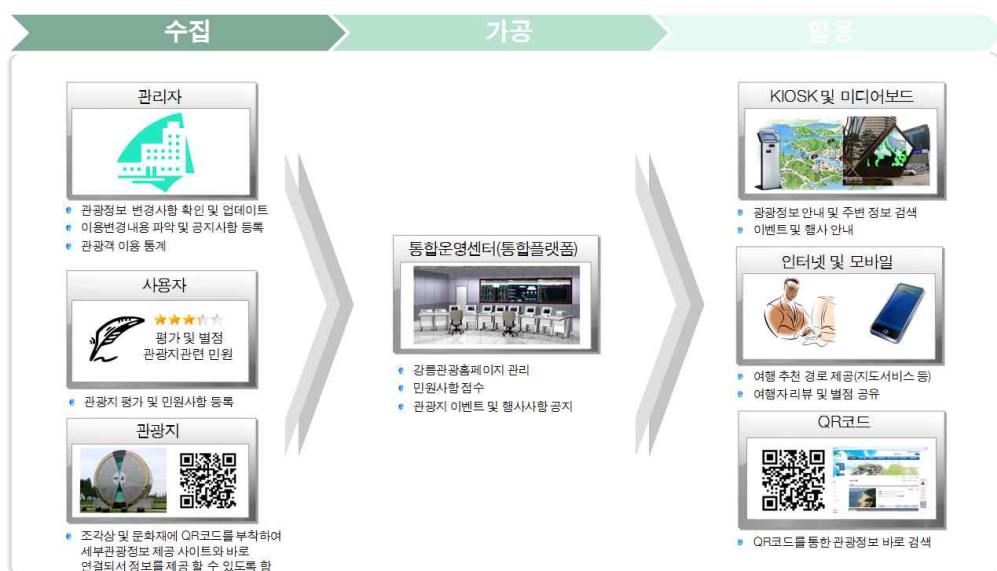 수집
가공
활용
관리자
관광정보 변경사항 확인 및 업데이트
이용변경내용 파악 및 공지사항 등록
관광객 이용 통계
사용자
평가 및 별점
관광지관련 민원
관광지 평가 및 민원사항 등록
관광지
조각상 및 문화재에 QR코드를 부착하여
세부관광정보 제공 사이트와 바로
연결되서 정보를 제공 할 수 있도록 함
통합운영센터(통합플랫폼)
강릉관광홈페이지 관리
민원사항 접수
관광지 이벤트 및 행사사항 공지
KIOSK 및 미디어보드
광광정보 안내 및 주변 정보 검색
이벤트 및 행사 안내
인터넷 및 모바일
여행 추천 경로 제공(지도서비스 등)
여행자 리뷰 및 별점 공유
QR코드
QR코드를 통한 관광정보 바로 검색